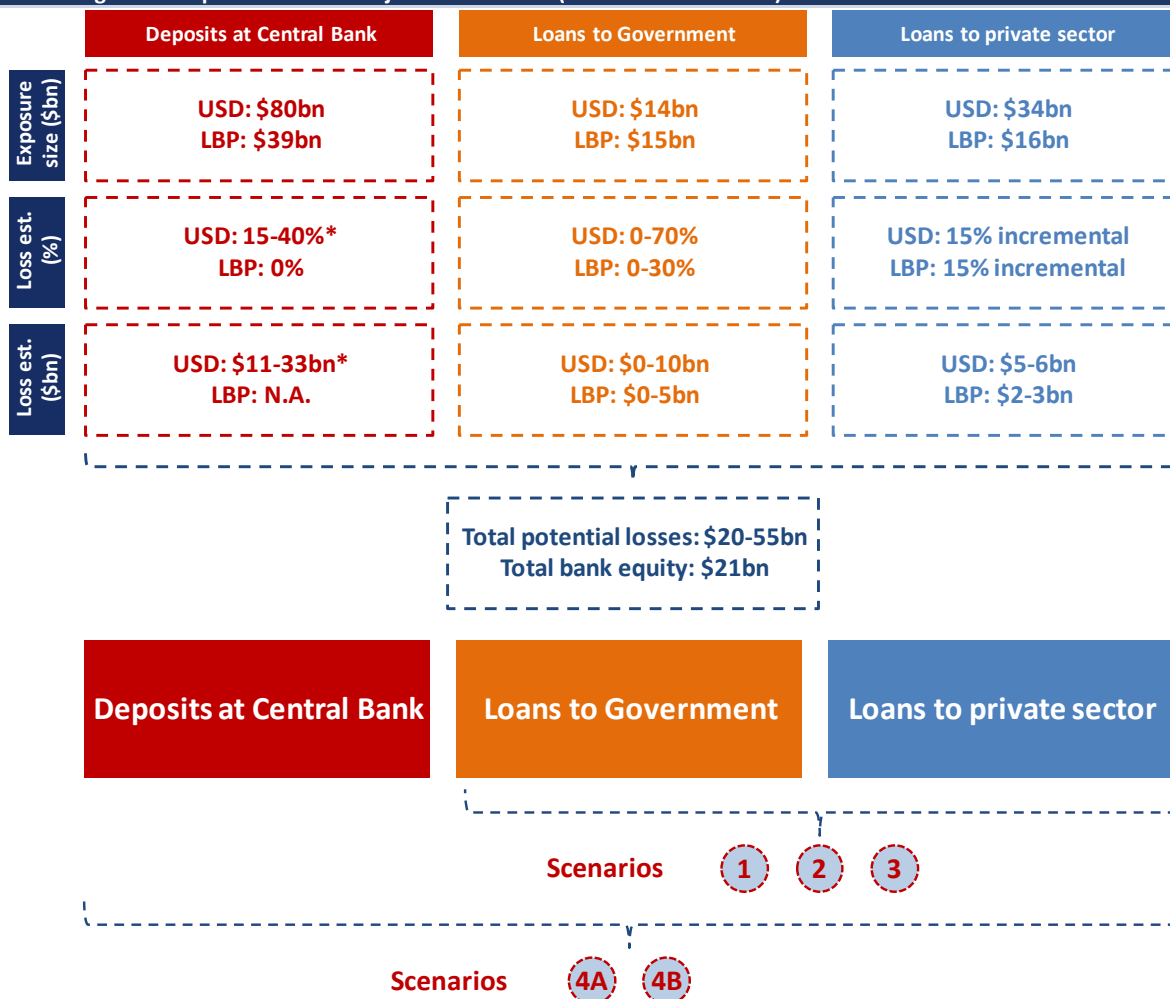 Deposits at Central Bank
Loans to Government
Loans to private sector
Exposure size ($bn)
USD: $80bn
LBP: $39bn
USD: $14bn
LBP: $15bn
USD: $34bn
LBP: $16bn
Loss est. (%)
USD: 15-40%*
LBP: 0%
USD: 0-70%
LBP: 0-30%
USD: 15% incremental
LBP: 15% incremental
Loss est. ($bn)
USD: $11-33bn*
LBP: N.A.
USD: $0-10bn
LBP: $0-5bn
USD: $5-6bn
LBP: $2-3bn
Total potential losses: $20-55bn
Total bank equity: $21bn
Deposits at Central Bank
Loans to Government
Loans to private sector
Scenarios 1 2 3
Scenarios 4A 4B